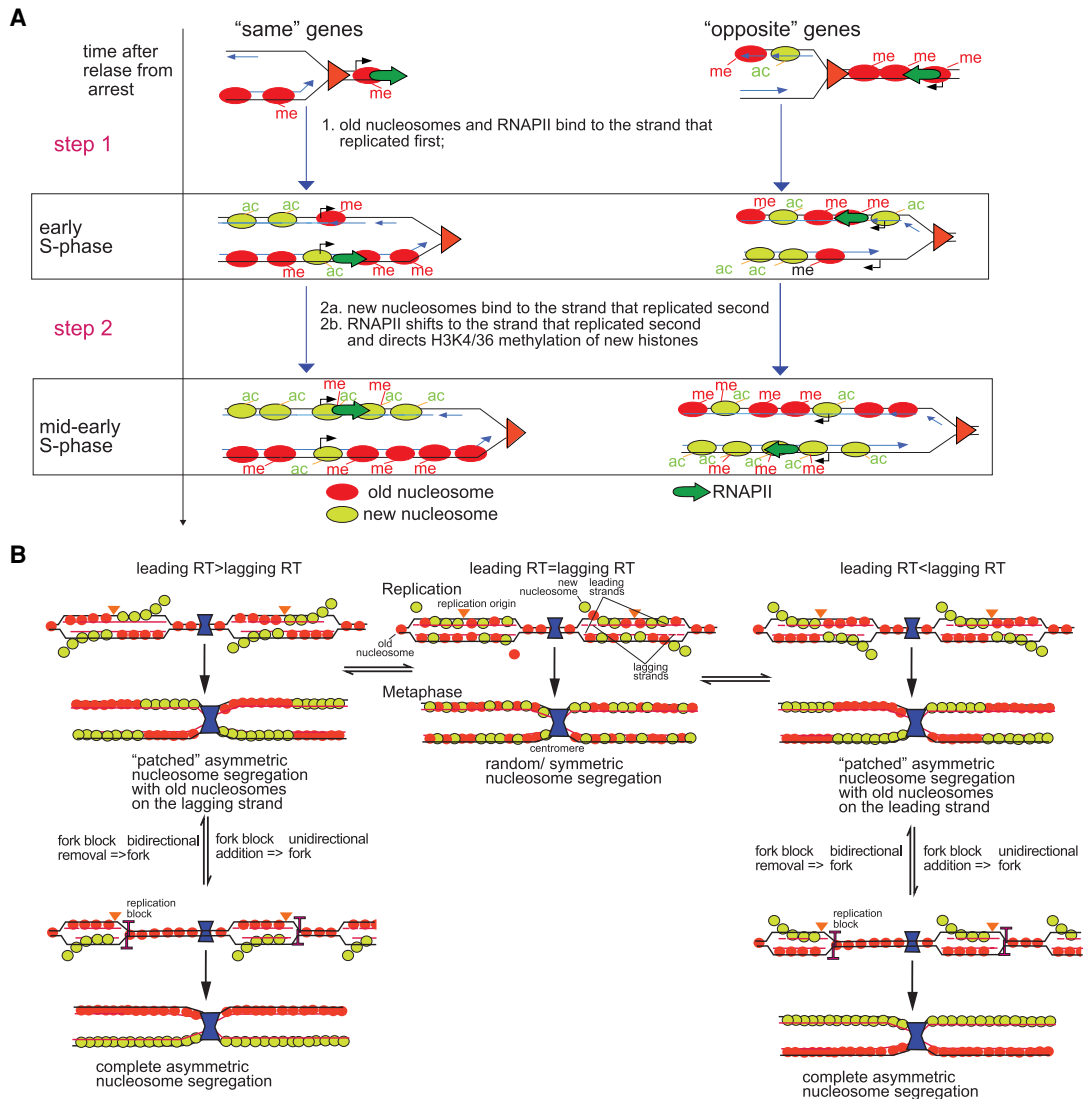 A
"same" genes
"opposite" genes
time after
relase from
arrest
me
me
me
ac
me
me
me
step 1
1. old nucleosomes and RNAPII bind to the strand that
replicated first;
early
S-phase
ac
ac
me
me
ac
me
me
me
ac
me
me
ac
ac
ac
me
step 2
2a. new nucleosomes bind to the strand that replicated second
2b. RNAPII shifts to the strand that replicated second
and directs H3K4/36 methylation of new histones
mid-early
S-phase
ac
ac
me
ac
me
ac
ac
me
ac
me
me
me
me
ac
me
me
ac
ac
ac
ac
ac
me
me
me
ac
old nucleosome
new nucleosome
RNAPII
B
leading RT>lagging RT
leading RT=lagging RT
leading RT<lagging RT
Replication
replication origin
new
nucleosome
leading
strands
old
nucleosome
lagging
strands
Metaphase
centromere
"patched" asymmetric
nucleosome segregation
with old nucleosomes
on the lagging strand
random/ symmetric
nucleosome segregation
"patched" asymmetric
nucleosome segregation
with old nucleosomes
on the leading strand
fork block bidirectional
removal => fork
fork block unidirectional
addition => fork
fork block bidirectional
removal => fork
fork block unidirectional
addition => fork
replication
block
replication
block
complete asymmetric
nucleosome segregation
complete asymmetric
nucleosome segregation